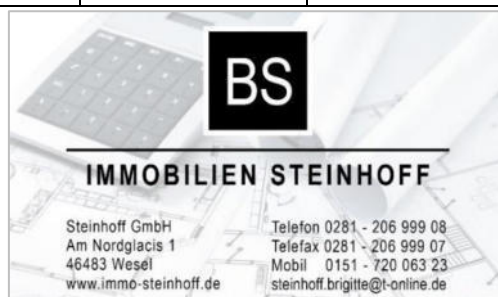 BS
IMMOBILIEN STEINHOFF
Steinhoff GmbH
Am Nordglacis 1
46483 Wesel
www.immo-steinhoff.de
Telefon 0281 - 206 999 08
Telefax 0281 - 206 999 07
Mobil 0151 - 720 063 23
steinhoff.brigitte@t-online.de